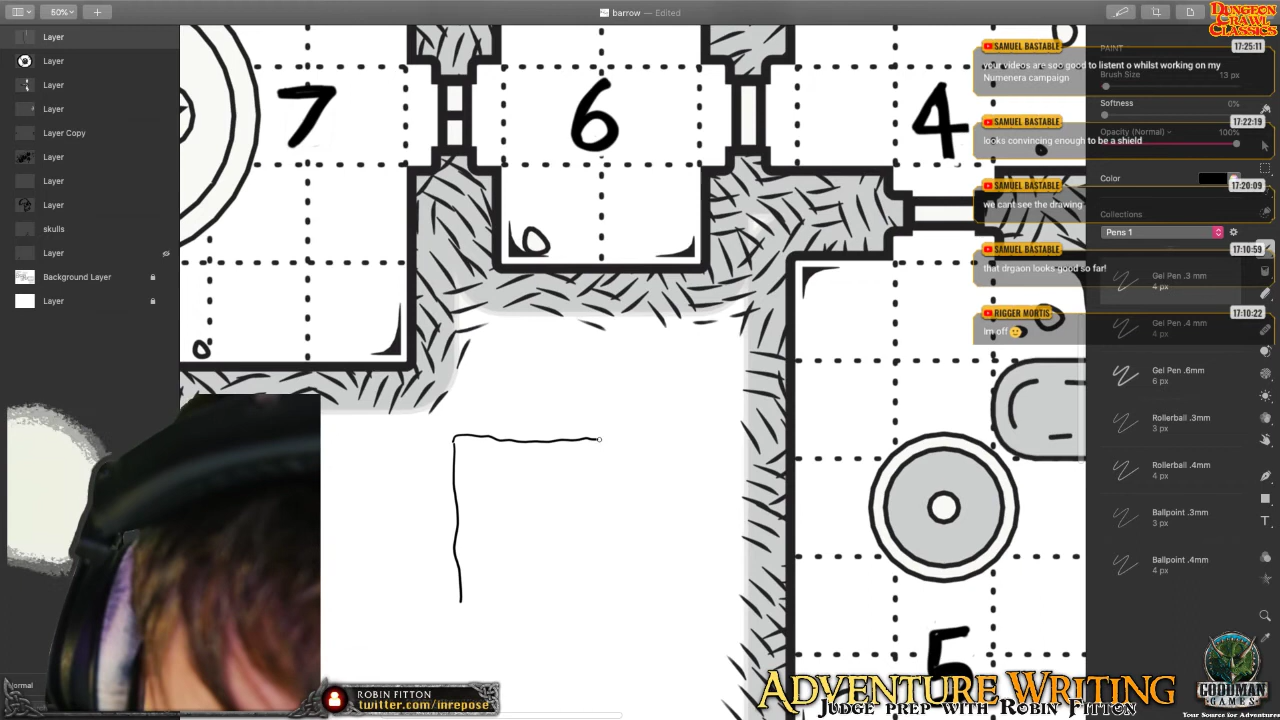 50%
barrow — Edited
DUNGEON
CRAWL
CLASSICS
Layer
Layer
Layer
Layer
Layer Copy
Layer
Layer
Layer
skulls
Layer
Background Layer
Layer
7
6
4
5
SAMUEL BASTABLE 17:25:11
your videos are soo good to listent o whilst working on my
Numenera campaign
SAMUEL BASTABLE 17:22:19
looks convincing enough to be a shield
SAMUEL BASTABLE 17:20:09
we cant see the drawing
SAMUEL BASTABLE 17:10:59
that drgaon looks good so far!
RIGGER MORTIS 17:10:22
Im off
PAINT
Brush Size 13 px
Softness 0%
Opacity (Normal) 100%
Color
Collections
Pens 1
Gel Pen .3 mm
4 px
Gel Pen .4 mm
4 px
Gel Pen .6mm
6 px
Rollerball .3mm
3 px
Rollerball .4mm
4 px
Ballpoint .3mm
3 px
Ballpoint .4mm
4 px
ROBIN FITTON
twitter.com/inrepose
ADVENTURE WRITING
JUDGE PREP WITH ROBIN FITTON
GOODMAN
GAMES
Your Source for Adventures